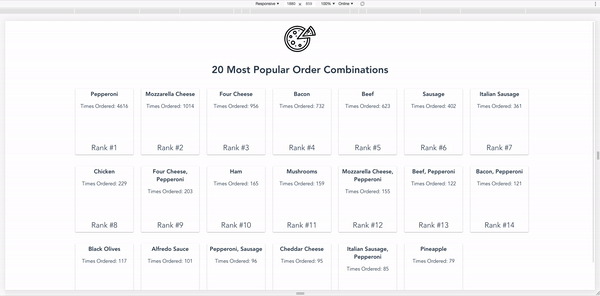 Responsive ▾ 1680 x 809 100% ▾ Online ▾
20 Most Popular Order Combinations
Pepperoni
Times Ordered: 4616
Rank #1
Mozzarella Cheese
Times Ordered: 1014
Rank #2
Four Cheese
Times Ordered: 956
Rank #3
Bacon
Times Ordered: 732
Rank #4
Beef
Times Ordered: 623
Rank #5
Sausage
Times Ordered: 402
Rank #6
Italian Sausage
Times Ordered: 361
Rank #7
Chicken
Times Ordered: 229
Rank #8
Four Cheese,
Pepperoni
Times Ordered: 203
Rank #9
Ham
Times Ordered: 165
Rank #10
Mushrooms
Times Ordered: 159
Rank #11
Mozzarella Cheese,
Pepperoni
Times Ordered: 155
Rank #12
Beef, Pepperoni
Times Ordered: 122
Rank #13
Bacon, Pepperoni
Times Ordered: 121
Rank #14
Black Olives
Times Ordered: 117
Alfredo Sauce
Times Ordered: 101
Pepperoni, Sausage
Times Ordered: 96
Cheddar Cheese
Times Ordered: 95
Italian Sausage,
Pepperoni
Times Ordered: 85
Pineapple
Times Ordered: 79